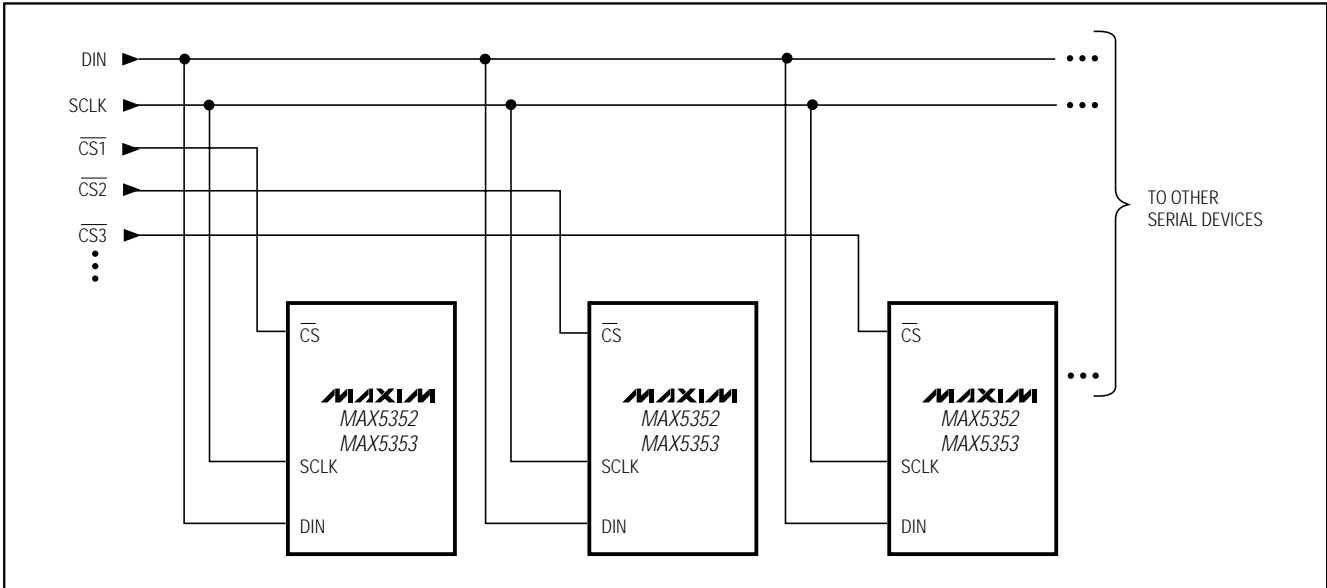 DIN
SCLK
CS1
CS2
CS3
TO OTHER
SERIAL DEVICES
CS
MAXIM
MAX5352
MAX5353
SCLK
DIN
CS
MAXIM
MAX5352
MAX5353
SCLK
DIN
CS
MAXIM
MAX5352
MAX5353
SCLK
DIN